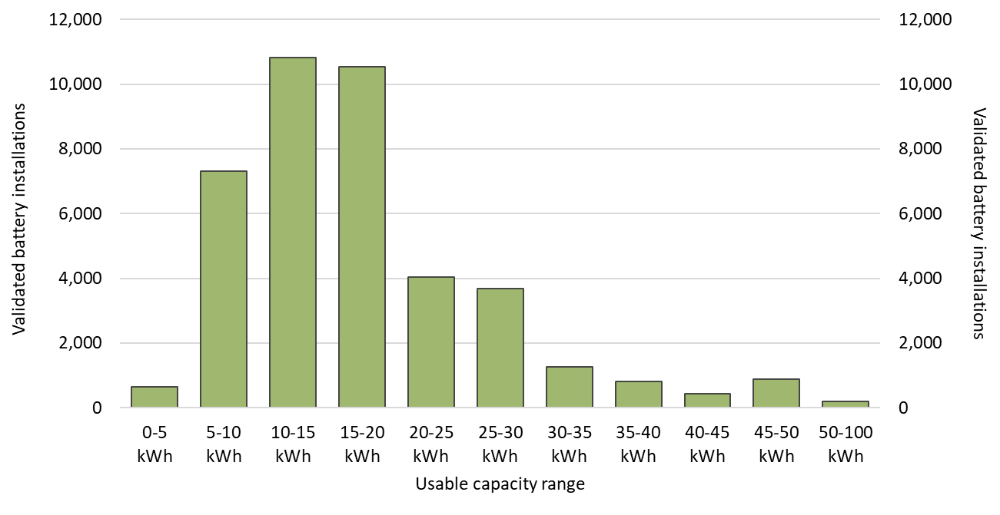 12,000
10,000
8,000
6,000
4,000
2,000
0
Validated battery installations
12,000
10,000
8,000
6,000
4,000
2,000
0
Validated battery installations
0-5 kWh
5-10 kWh
10-15 kWh
15-20 kWh
20-25 kWh
25-30 kWh
30-35 kWh
35-40 kWh
40-45 kWh
45-50 kWh
50-100 kWh
Usable capacity range